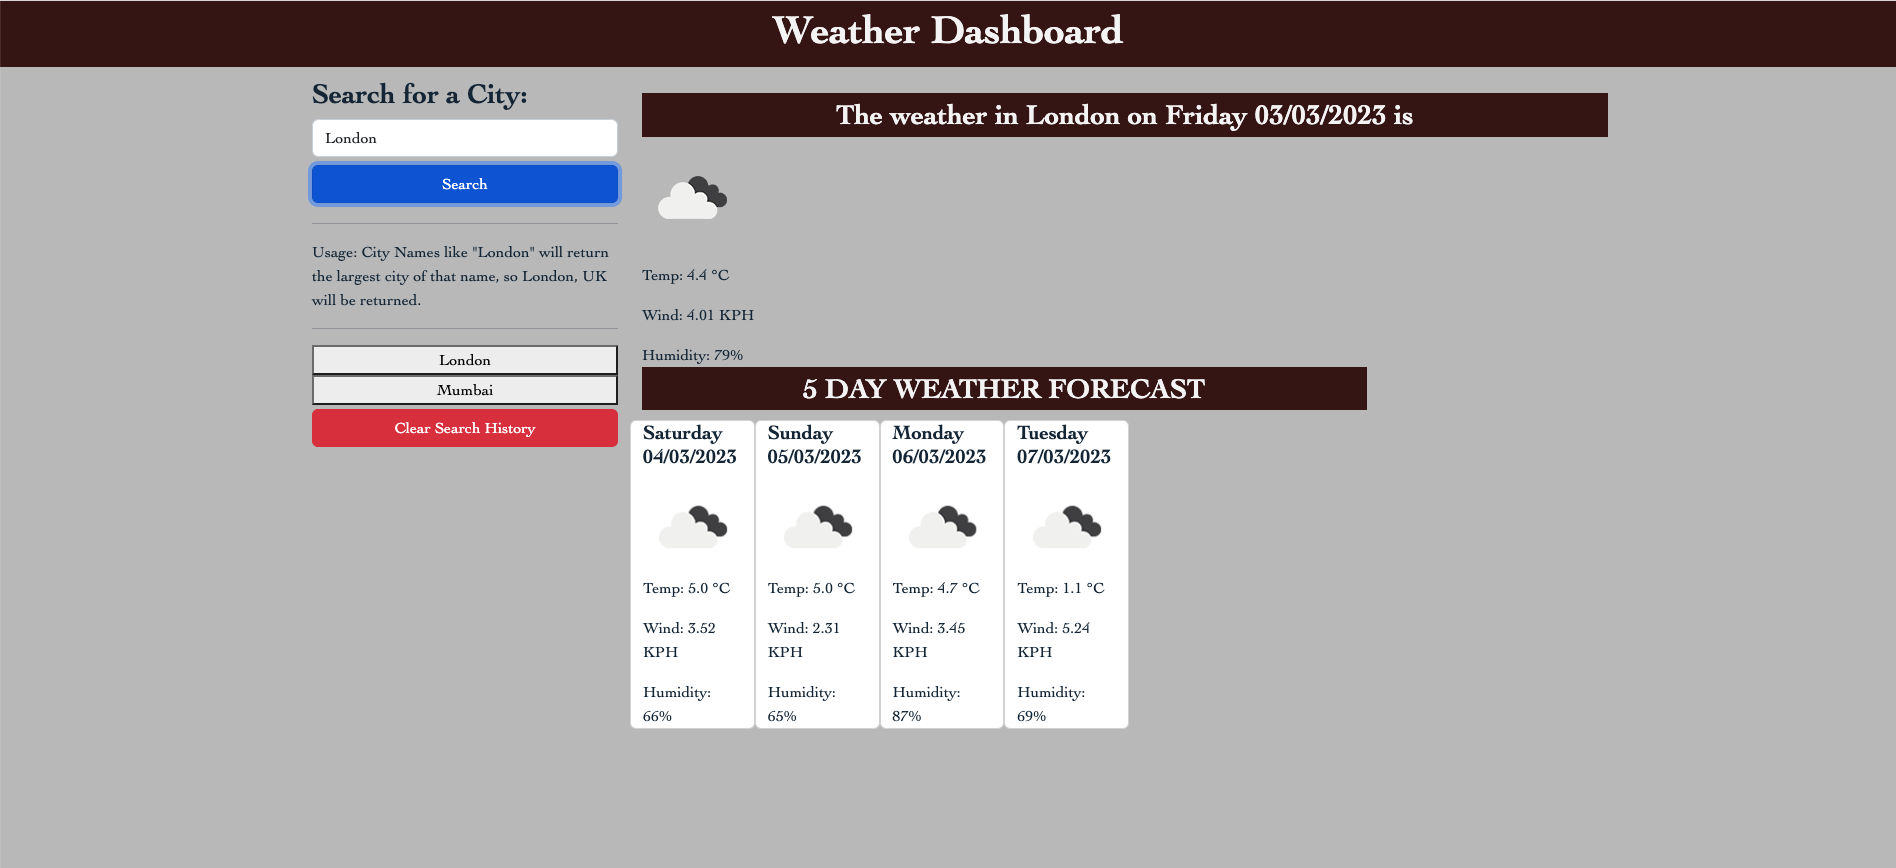 Weather Dashboard
Search for a City:
London
Search
Usage: City Names like "London" will return
the largest city of that name, so London, UK
will be returned.
London
Mumbai
Clear Search History
The weather in London on Friday 03/03/2023 is
Temp: 4.4 °C
Wind: 4.01 KPH
Humidity: 79%
5 DAY WEATHER FORECAST
Saturday
04/03/2023
Temp: 5.0 °C
Wind: 3.52
KPH
Humidity:
66%
Sunday
05/03/2023
Temp: 5.0 °C
Wind: 2.31
KPH
Humidity:
65%
Monday
06/03/2023
Temp: 4.7 °C
Wind: 3.45
KPH
Humidity:
87%
Tuesday
07/03/2023
Temp: 1.1 °C
Wind: 5.24
KPH
Humidity:
69%